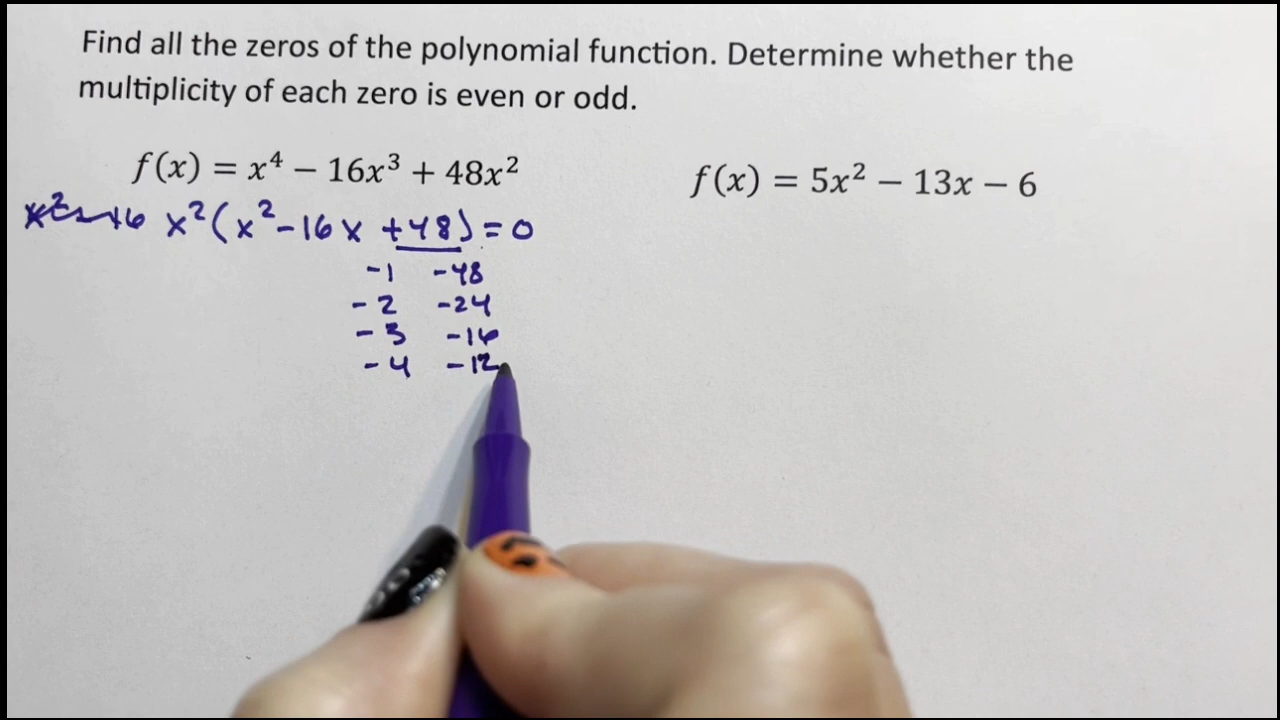 Find all the zeros of the polynomial function. Determine whether the
multiplicity of each zero is even or odd.
f(x) = x⁴ − 16x³ + 48x²
f(x) = 5x² − 13x − 6
x²(x²-16x +48)=0
-1 -48
-2 -24
-3 -16
-4 -12